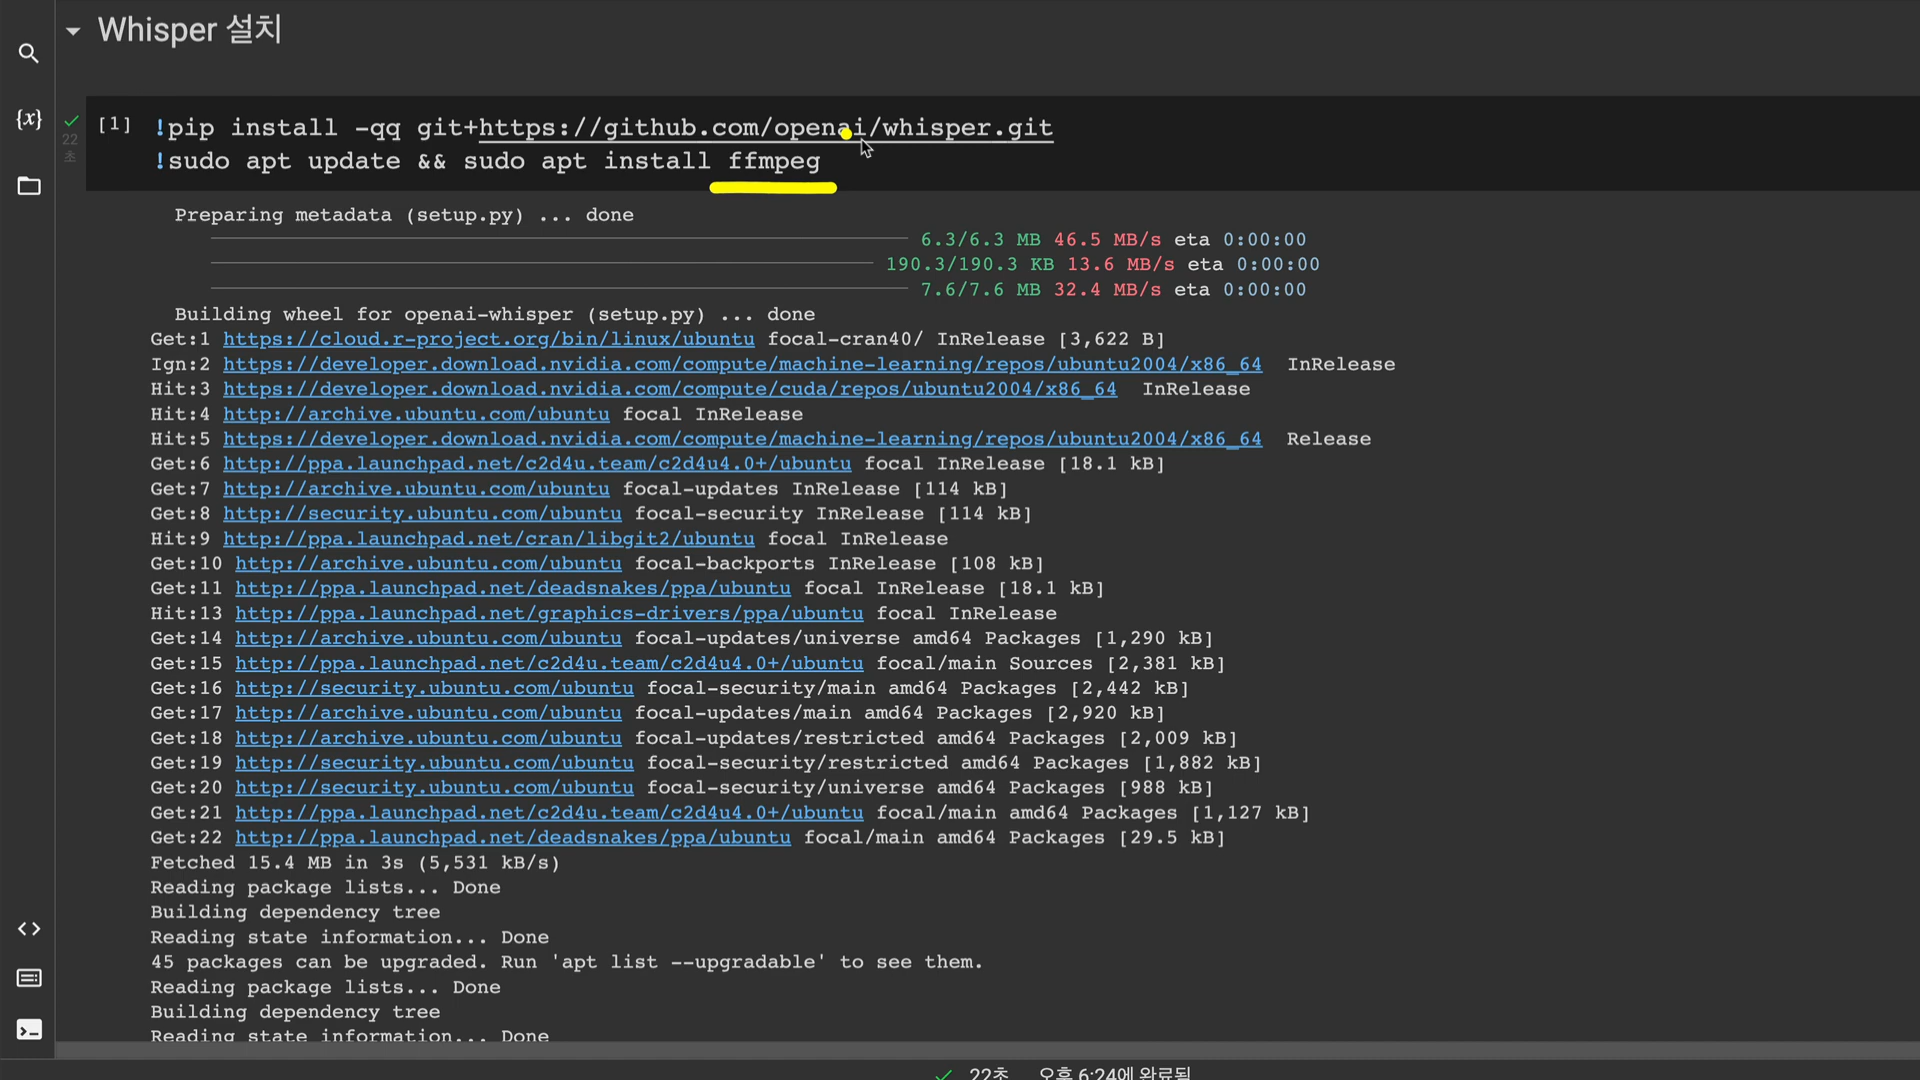 Whisper 설치
{x}
22
초
[1]
!pip install -qq git+https://github.com/openai/whisper.git
!sudo apt update && sudo apt install ffmpeg
Preparing metadata (setup.py) ... done
6.3/6.3 MB 46.5 MB/s eta 0:00:00
190.3/190.3 KB 13.6 MB/s eta 0:00:00
7.6/7.6 MB 32.4 MB/s eta 0:00:00
Building wheel for openai-whisper (setup.py) ... done
Get:1 https://cloud.r-project.org/bin/linux/ubuntu focal-cran40/ InRelease [3,622 B]
Ign:2 https://developer.download.nvidia.com/compute/machine-learning/repos/ubuntu2004/x86_64 InRelease
Hit:3 https://developer.download.nvidia.com/compute/cuda/repos/ubuntu2004/x86_64 InRelease
Hit:4 http://archive.ubuntu.com/ubuntu focal InRelease
Hit:5 https://developer.download.nvidia.com/compute/machine-learning/repos/ubuntu2004/x86_64 Release
Get:6 http://ppa.launchpad.net/c2d4u.team/c2d4u4.0+/ubuntu focal InRelease [18.1 kB]
Get:7 http://archive.ubuntu.com/ubuntu focal-updates InRelease [114 kB]
Get:8 http://security.ubuntu.com/ubuntu focal-security InRelease [114 kB]
Hit:9 http://ppa.launchpad.net/cran/libgit2/ubuntu focal InRelease
Get:10 http://archive.ubuntu.com/ubuntu focal-backports InRelease [108 kB]
Get:11 http://ppa.launchpad.net/deadsnakes/ppa/ubuntu focal InRelease [18.1 kB]
Hit:13 http://ppa.launchpad.net/graphics-drivers/ppa/ubuntu focal InRelease
Get:14 http://archive.ubuntu.com/ubuntu focal-updates/universe amd64 Packages [1,290 kB]
Get:15 http://ppa.launchpad.net/c2d4u.team/c2d4u4.0+/ubuntu focal/main Sources [2,381 kB]
Get:16 http://security.ubuntu.com/ubuntu focal-security/main amd64 Packages [2,442 kB]
Get:17 http://archive.ubuntu.com/ubuntu focal-updates/main amd64 Packages [2,920 kB]
Get:18 http://archive.ubuntu.com/ubuntu focal-updates/restricted amd64 Packages [2,009 kB]
Get:19 http://security.ubuntu.com/ubuntu focal-security/restricted amd64 Packages [1,882 kB]
Get:20 http://security.ubuntu.com/ubuntu focal-security/universe amd64 Packages [988 kB]
Get:21 http://ppa.launchpad.net/c2d4u.team/c2d4u4.0+/ubuntu focal/main amd64 Packages [1,127 kB]
Get:22 http://ppa.launchpad.net/deadsnakes/ppa/ubuntu focal/main amd64 Packages [29.5 kB]
Fetched 15.4 MB in 3s (5,531 kB/s)
Reading package lists... Done
Building dependency tree
Reading state information... Done
45 packages can be upgraded. Run 'apt list --upgradable' to see them.
Reading package lists... Done
Building dependency tree
Reading state information... Done
22초 오후 6:24에 완료됨